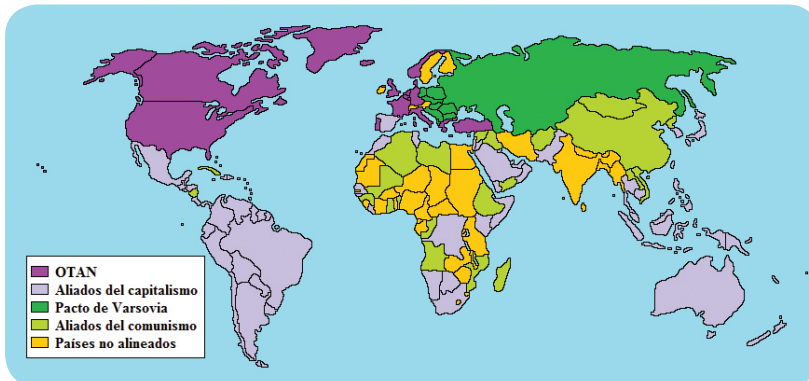 OTAN
Aliados del capitalismo
Pacto de Varsovia
Aliados del comunismo
Países no alineados